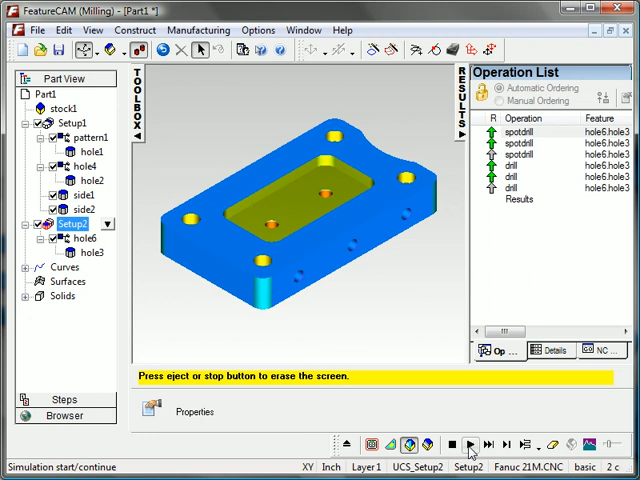 FeatureCAM (Milling) - [Part1 *]
File Edit View Construct Manufacturing Options Window Help
Part View
Part1
stock1
Setup1
pattern1
hole1
hole4
hole2
side1
side2
Setup2
hole6
hole3
Curves
Surfaces
Solids
Steps
Browser
TOOLBOX
RESULTS
Operation List
Automatic Ordering
Manual Ordering
R Operation Feature
spotdrill hole6.hole3
spotdrill hole6.hole3
spotdrill hole6.hole3
drill hole6.hole3
drill hole6.hole3
drill hole6.hole3
Results
Op ... Details NC ...
Press eject or stop button to erase the screen.
Properties
Simulation start/continue XY Inch Layer1 UCS_Setup2 Setup2 Fanuc 21M.CNC basic 2 c